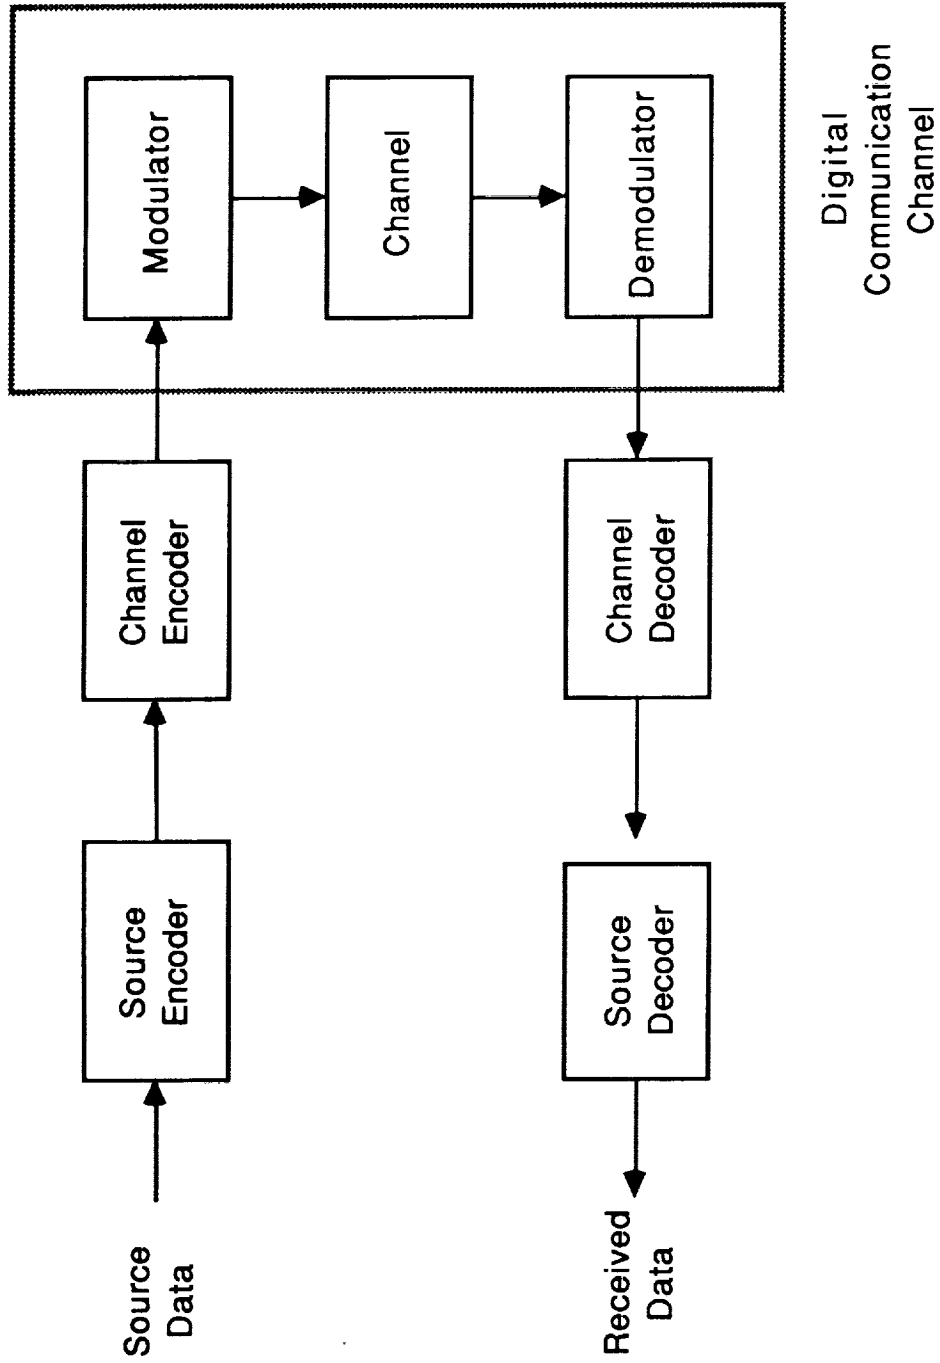 Source
Data
Source
Encoder
Channel
Encoder
Modulator
Channel
Demodulator
Channel
Decoder
Source
Decoder
Received
Data
Digital
Communication
Channel